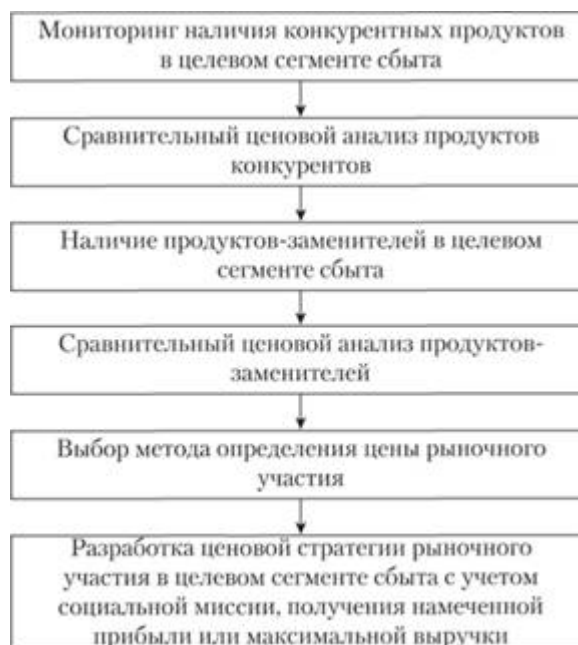 Мониторинг наличия конкурентных продуктов
в целевом сегменте сбыта
Сравнительный ценовой анализ продуктов
конкурентов
Наличие продуктов-заменителей в целевом
сегменте сбыта
Сравнительный ценовой анализ продуктов-
заменителей
Выбор метода определения цены рыночного
участия
Разработка ценовой стратегии рыночного
участия в целевом сегменте сбыта с учетом
социальной миссии, получения намеченной
прибыли или максимальной выручки